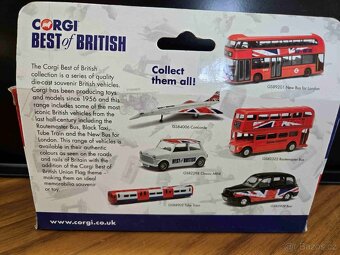 CORGI
BEST of BRITISH
The Corgi Best of British
collection is a series of quality
die-cast souvenir British vehicles.
Corgi has been producing toys
and models since 1956 and this
range includes some of the most
iconic British vehicles from the
last half-century including the
Routemaster Bus, Black Taxi,
Tube Train and the New Bus for
London. This range of vehicles
is available in their authentic
colours as seen on the roads
and rails of Britain with the
addition of the Corgi Best of
British Union Flag theme -
making them an ideal
memorabilia souvenir
or toy.
Collect
them all!
GS89201 New Bus for London
GS84006 Concorde
BEST of BRITISH
GS82298 Classic MINI
Routemaster Bus
Tube Train
www.corgi.co.uk